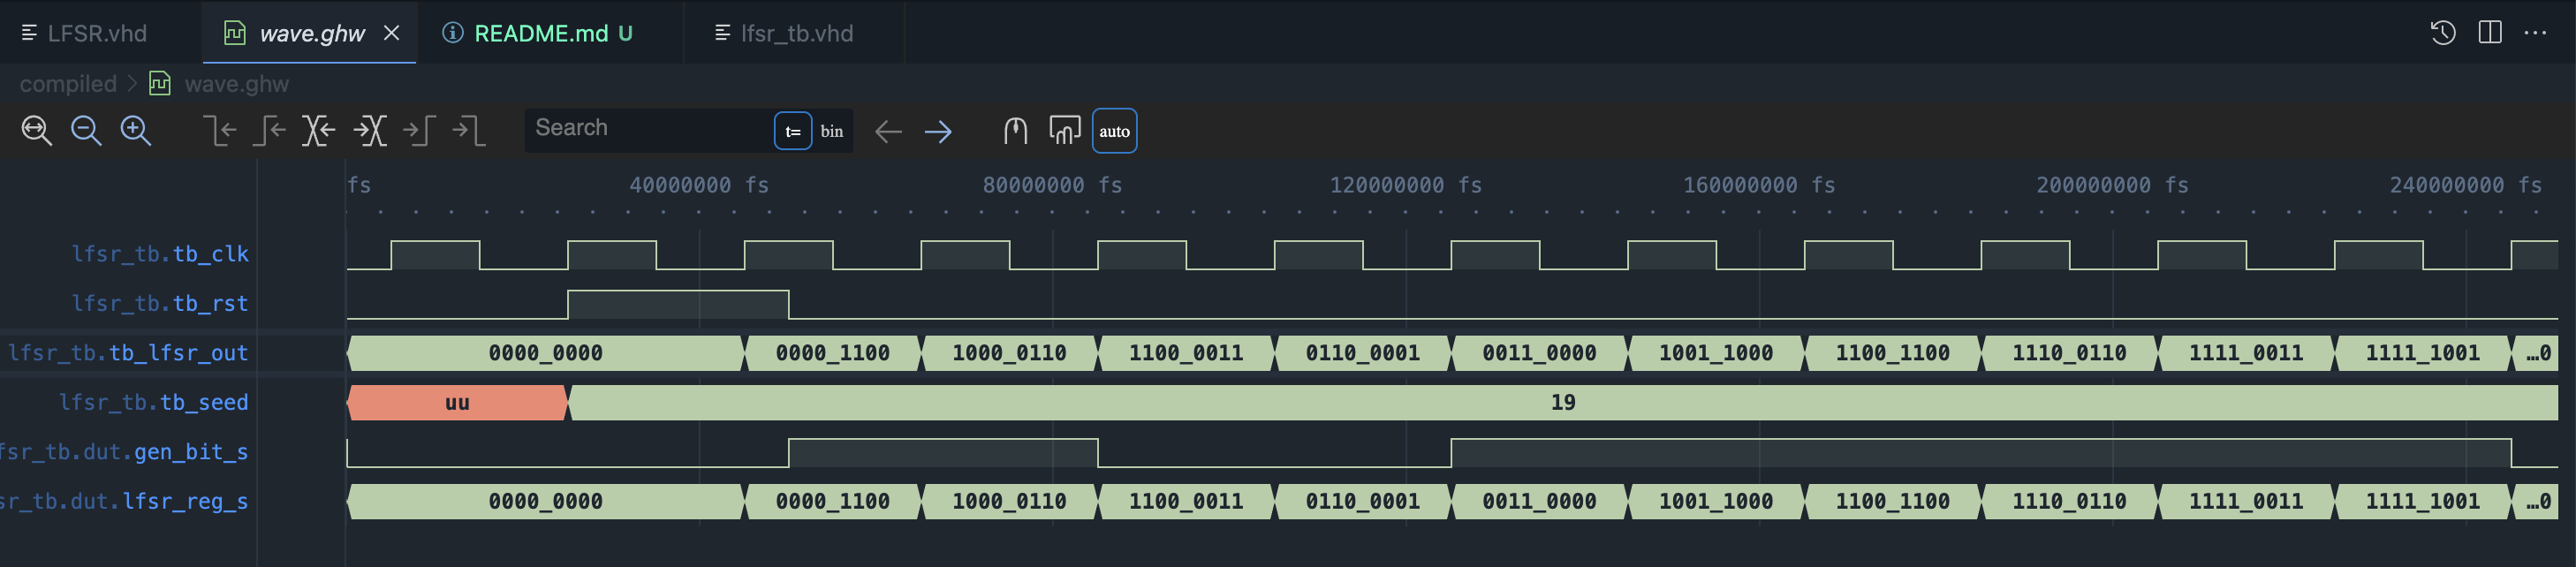 LFSR.vhd wave.ghw README.md U lfsr_tb.vhd
compiled > wave.ghw
Search t= bin auto
fs 40000000 fs 80000000 fs 120000000 fs 160000000 fs 200000000 fs 240000000 fs
lfsr_tb.tb_clk
lfsr_tb.tb_rst
lfsr_tb.tb_lfsr_out 0000_0000 0000_1100 1000_0110 1100_0011 0110_0001 0011_0000 1001_1000 1100_1100 1110_0110 1111_0011 1111_1001 …0
lfsr_tb.tb_seed uu 19
fsr_tb.dut.gen_bit_s
sr_tb.dut.lfsr_reg_s 0000_0000 0000_1100 1000_0110 1100_0011 0110_0001 0011_0000 1001_1000 1100_1100 1110_0110 1111_0011 1111_1001 …0